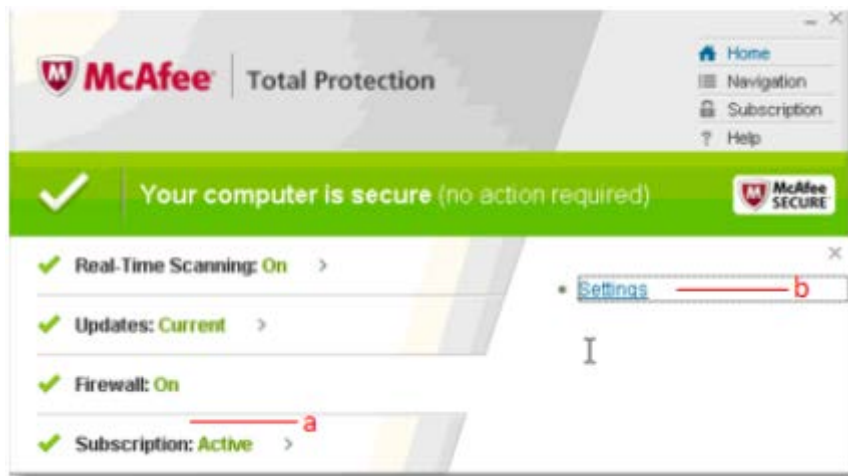 McAfee Total Protection
Home
Navigation
Subscription
? Help
Your computer is secure (no action required)
McAfee SECURE
Real-Time Scanning: On >
Updates: Current >
Firewall: On
Subscription: Active >
a
• Settings
b